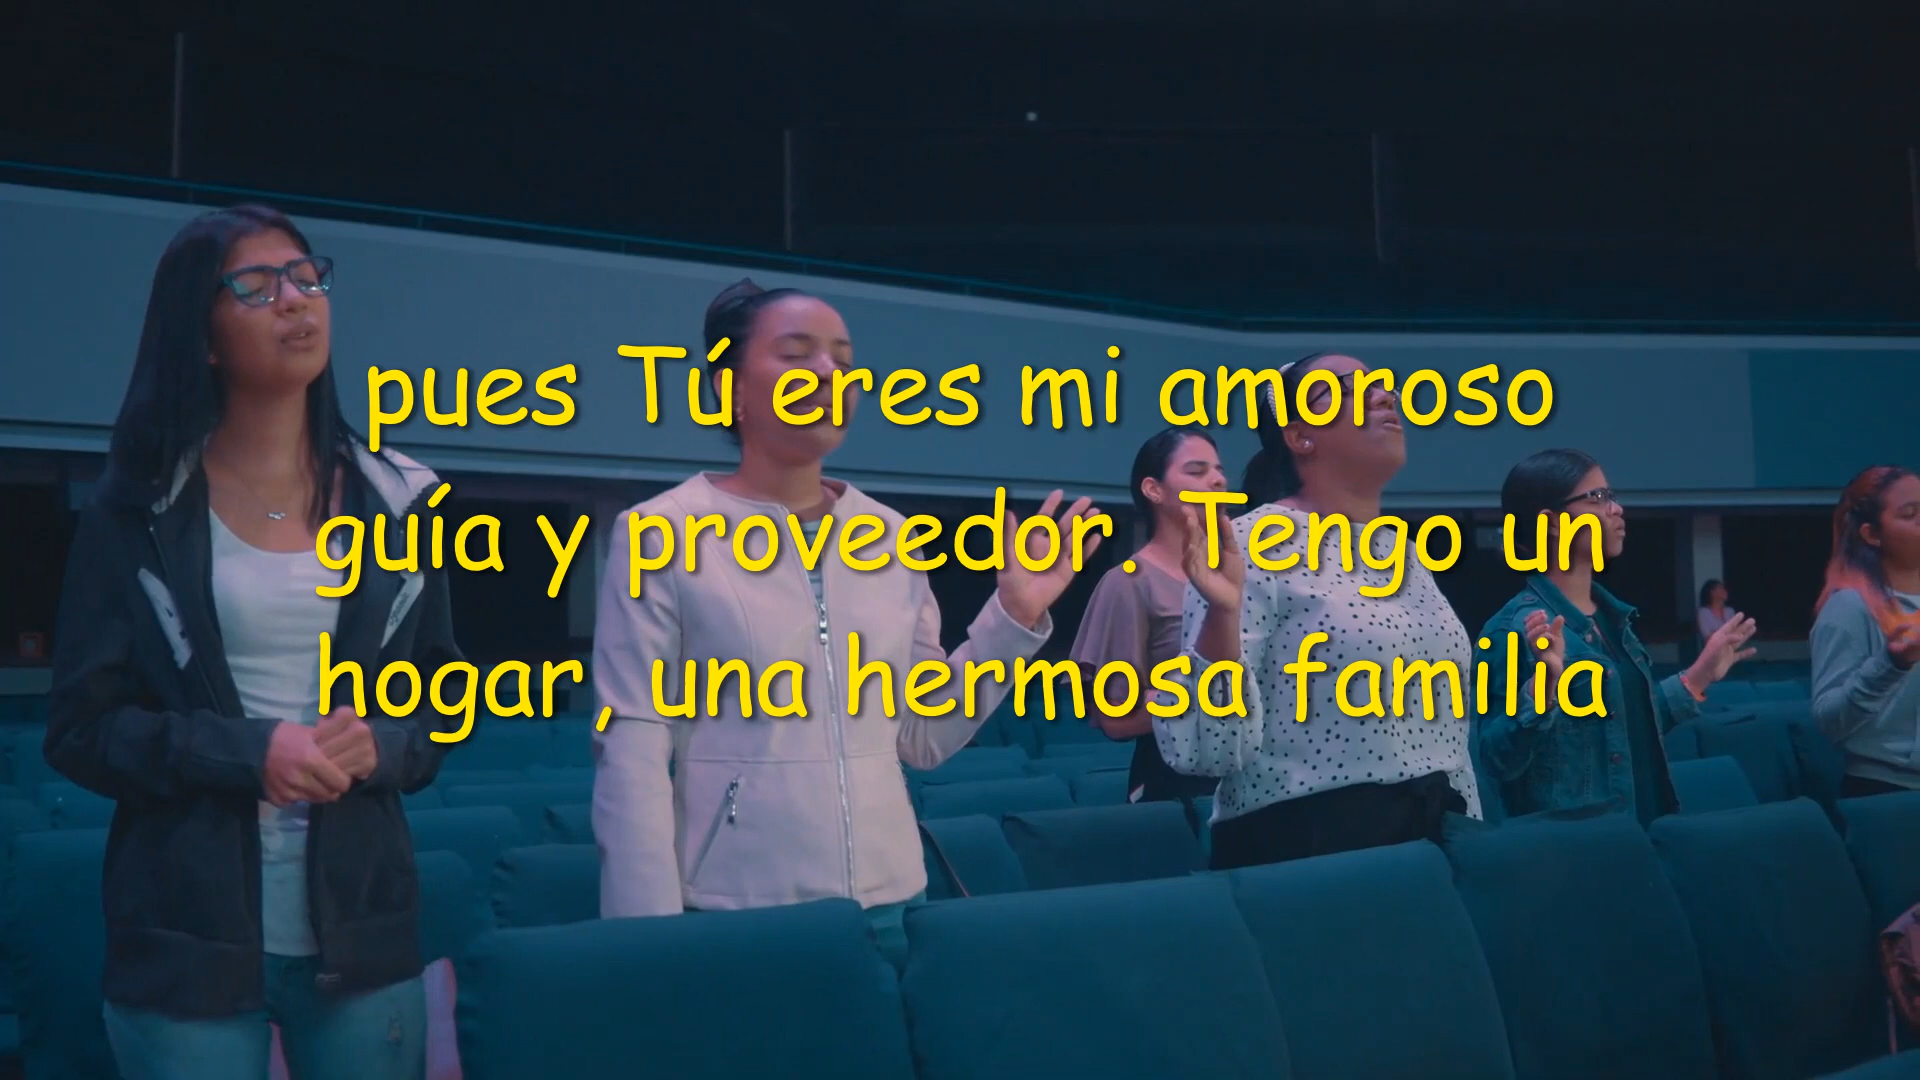 pues Tú eres mi amoroso
guía y proveedor. Tengo un
hogar, una hermosa familia